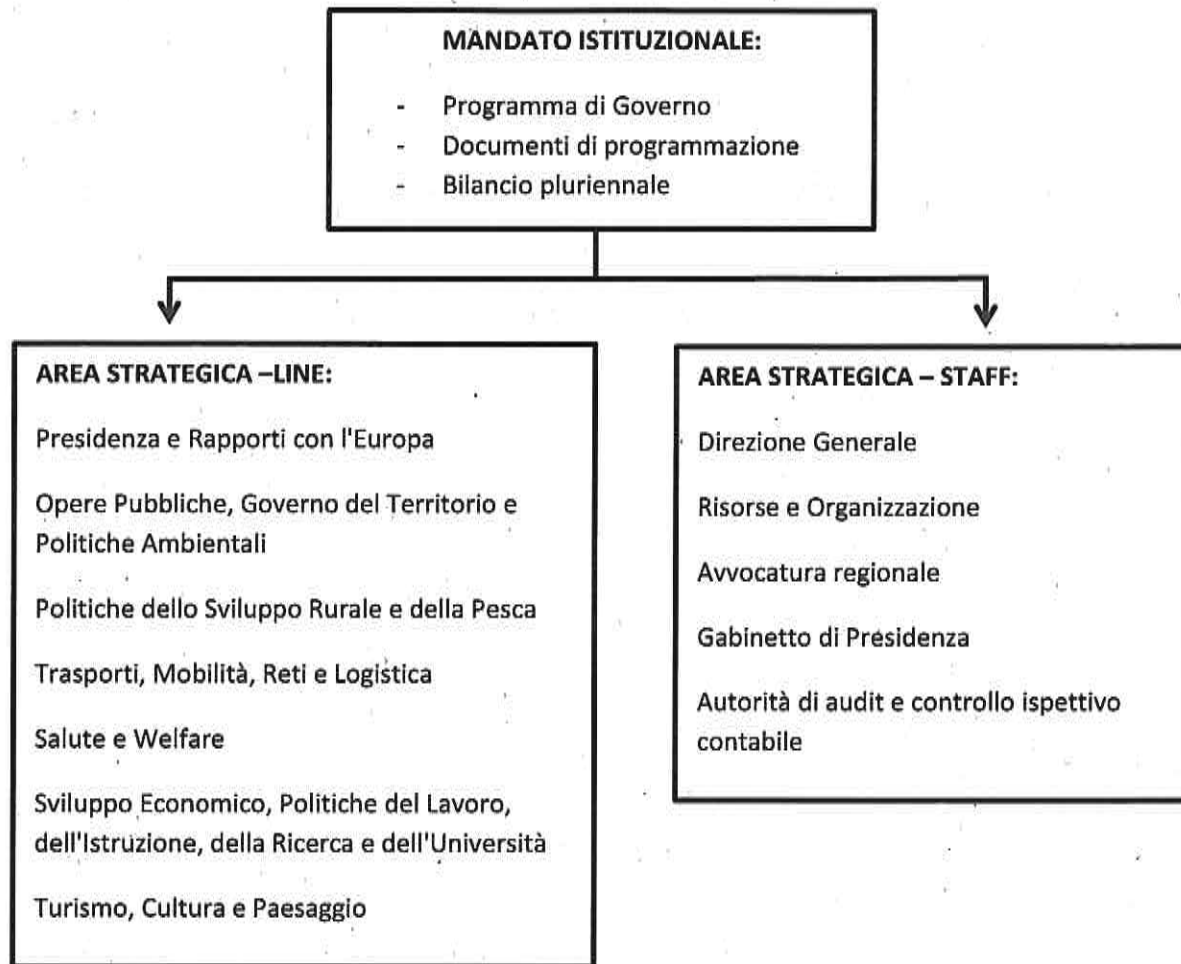 MANDATO ISTITUZIONALE:
- Programma di Governo
- Documenti di programmazione
- Bilancio pluriennale
AREA STRATEGICA –LINE:
Presidenza e Rapporti con l'Europa
Opere Pubbliche, Governo del Territorio e
Politiche Ambientali
Politiche dello Sviluppo Rurale e della Pesca
Trasporti, Mobilità, Reti e Logistica
Salute e Welfare
Sviluppo Economico, Politiche del Lavoro,
dell'Istruzione, della Ricerca e dell'Università
Turismo, Cultura e Paesaggio
AREA STRATEGICA – STAFF:
Direzione Generale
Risorse e Organizzazione
Avvocatura regionale
Gabinetto di Presidenza
Autorità di audit e controllo ispettivo
contabile